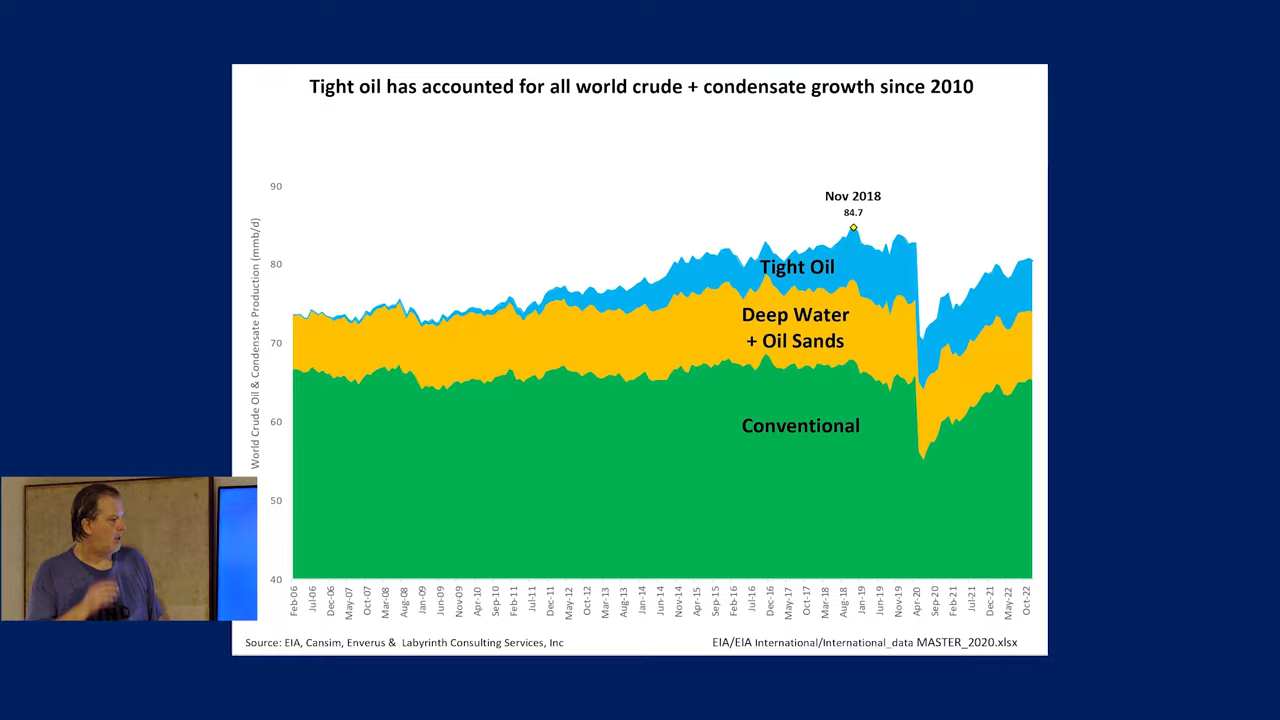 Tight oil has accounted for all world crude + condensate growth since 2010
World Crude Oil & Condensate Production (mmb/d)
90
80
70
60
50
40
Nov 2018
84.7
Tight Oil
Deep Water
+ Oil Sands
Conventional
Feb-06
Jul-06
Dec-06
May-07
Oct-07
Mar-08
Aug-08
Jan-09
Jun-09
Nov-09
Apr-10
Sep-10
Feb-11
Jul-11
Dec-11
May-12
Oct-12
Mar-13
Aug-13
Jan-14
Jun-14
Nov-14
Apr-15
Sep-15
Feb-16
Jul-16
Dec-16
May-17
Oct-17
Mar-18
Aug-18
Jan-19
Jun-19
Nov-19
Apr-20
Sep-20
Feb-21
Jul-21
Dec-21
May-22
Oct-22
Source: EIA, Cansim, Enverus & Labyrinth Consulting Services, Inc
EIA/EIA International/International_data MASTER_2020.xlsx